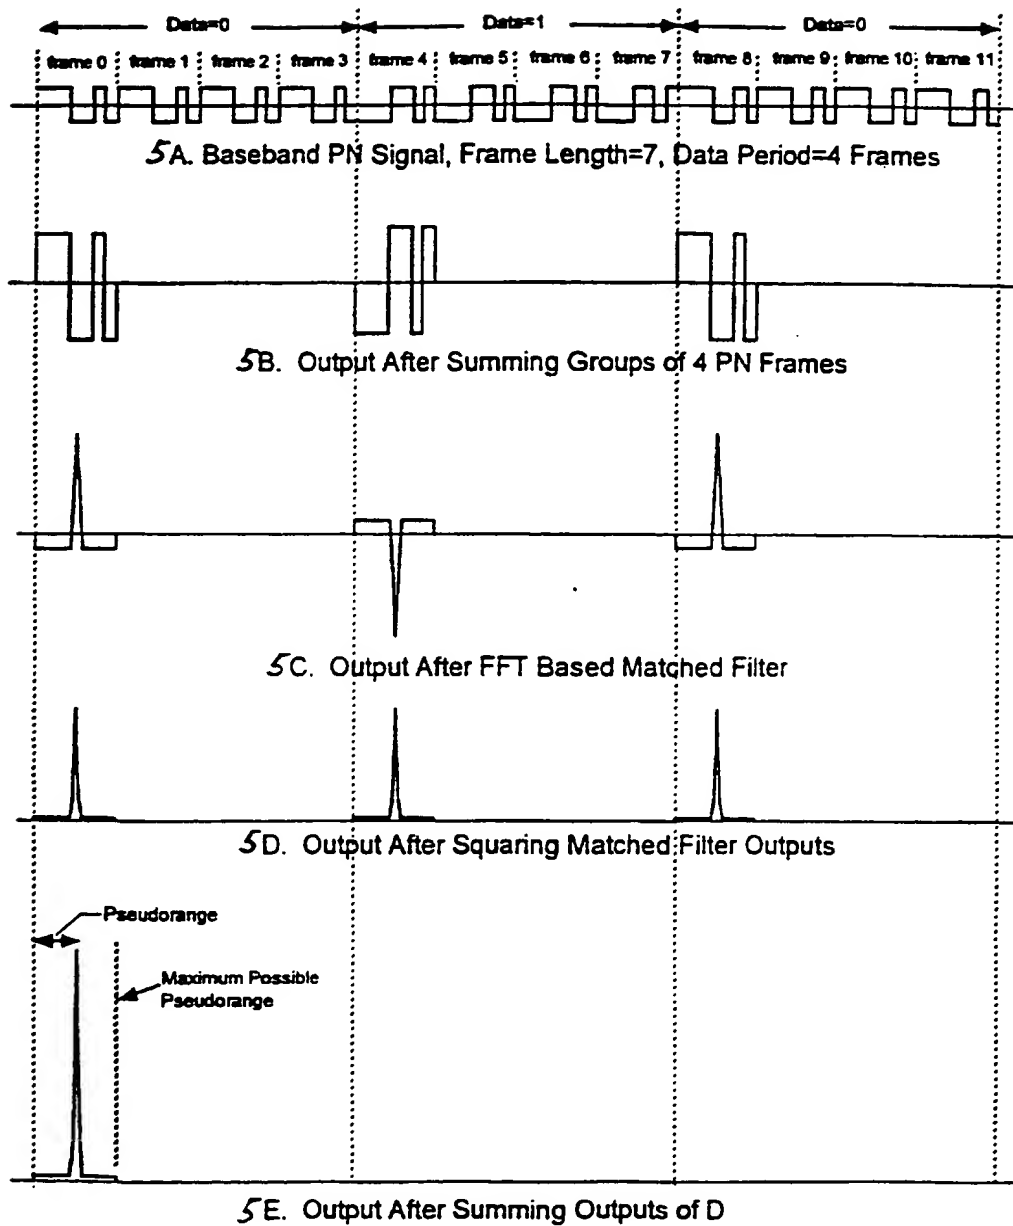 Data=0 Data=1 Data=0
frame 0 frame 1 frame 2 frame 3 frame 4 frame 5 frame 6 frame 7 frame 8 frame 9 frame 10 frame 11
5A. Baseband PN Signal, Frame Length=7, Data Period=4 Frames
5B. Output After Summing Groups of 4 PN Frames
5C. Output After FFT Based Matched Filter
5D. Output After Squaring Matched Filter Outputs
Pseudorange
Maximum Possible
Pseudorange
5E. Output After Summing Outputs of D